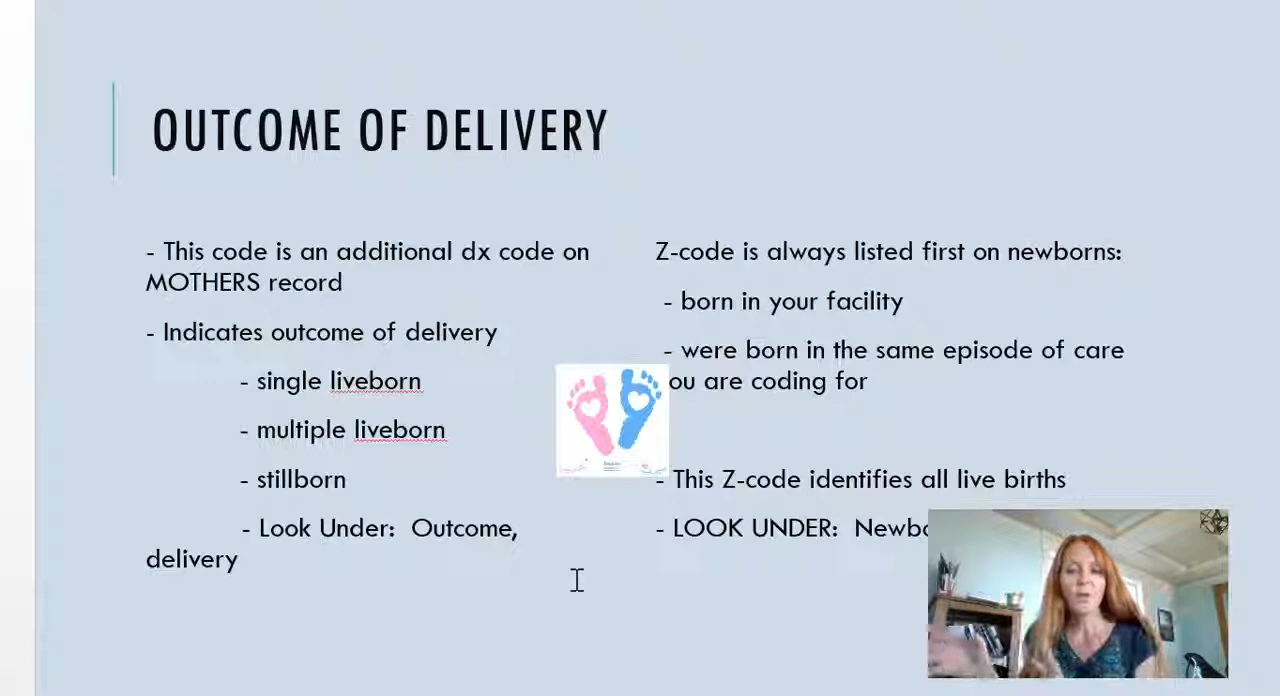 OUTCOME OF DELIVERY
- This code is an additional dx code on
MOTHERS record
- Indicates outcome of delivery
- single liveborn
- multiple liveborn
- stillborn
- Look Under: Outcome,
delivery
Z-code is always listed first on newborns:
- born in your facility
- were born in the same episode of care
ou are coding for
- This Z-code identifies all live births
- LOOK UNDER: